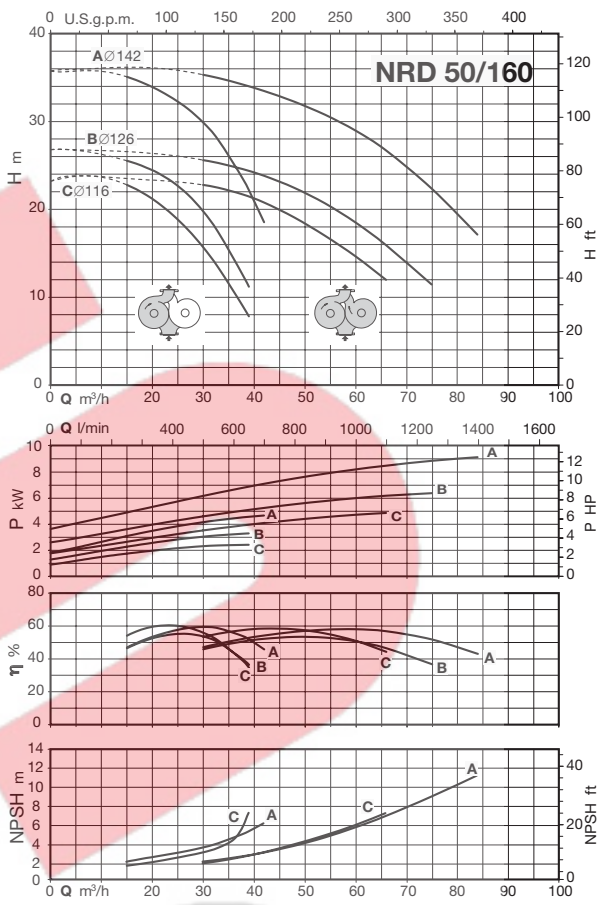 0 U.S.g.p.m. 100 150 200 250 300 350 400
40 30 20 10 0
H m
AØ142
NRD 50/160
BØ126
CØ116
120 100 80 60 40 20 0
H ft
0 Q m³/h 20 30 40 50 60 70 80 90 100
0 Q l/min 400 600 800 1000 1200 1400 1600
10 8 6 4 2 0
P kW
A
B
C
A
B
C
12 10 8 6 4 2 0
P HP
80 60 40 20 0
η %
A
B
C
A
B
C
14 12 10 8 6 4 2 0
NPSH m
A
C
C
A
40 20 0
NPSH ft
0 Q m³/h 20 30 40 50 60 70 80 90 100